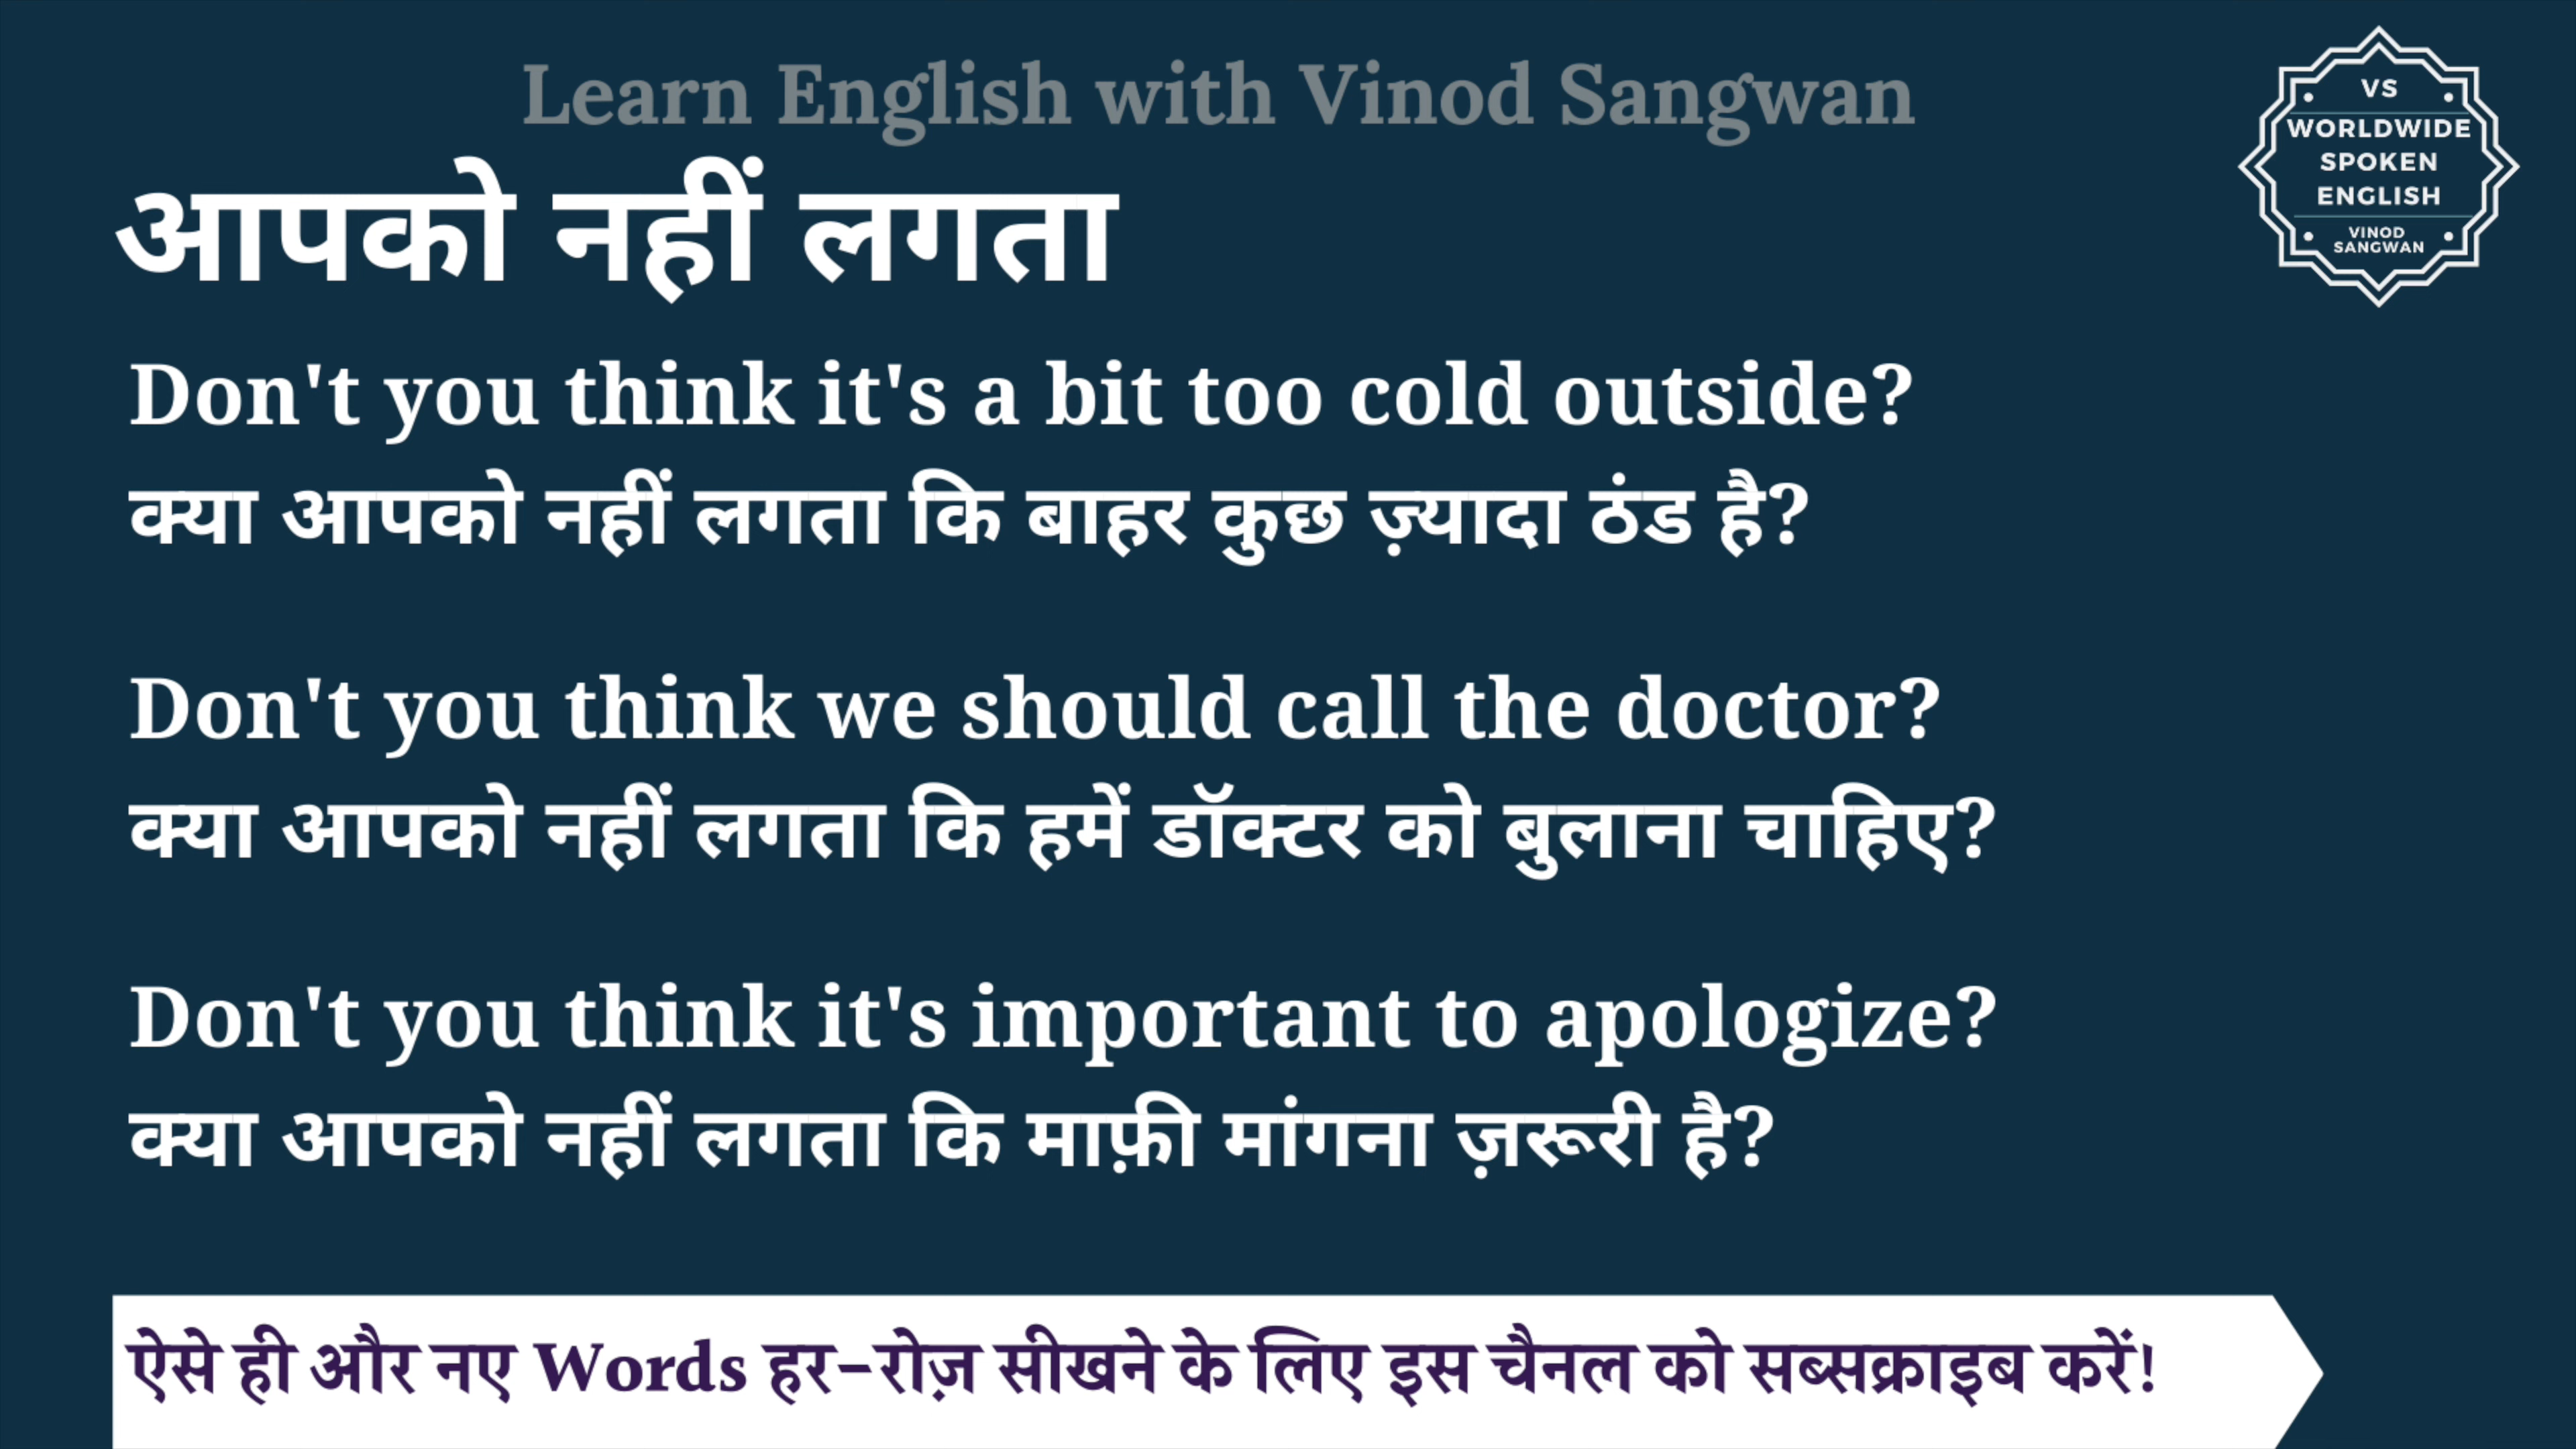 Learn English with Vinod Sangwan
VS
WORLDWIDE
SPOKEN
ENGLISH
VINOD
SANGWAN
आपको नहीं लगता
Don't you think it's a bit too cold outside?
क्या आपको नहीं लगता कि बाहर कुछ ज़्यादा ठंड है?
Don't you think we should call the doctor?
क्या आपको नहीं लगता कि हमें डॉक्टर को बुलाना चाहिए?
Don't you think it's important to apologize?
क्या आपको नहीं लगता कि माफ़ी मांगना ज़रूरी है?
ऐसे ही और नए Words हर-रोज़ सीखने के लिए इस चैनल को सब्सक्राइब करें!